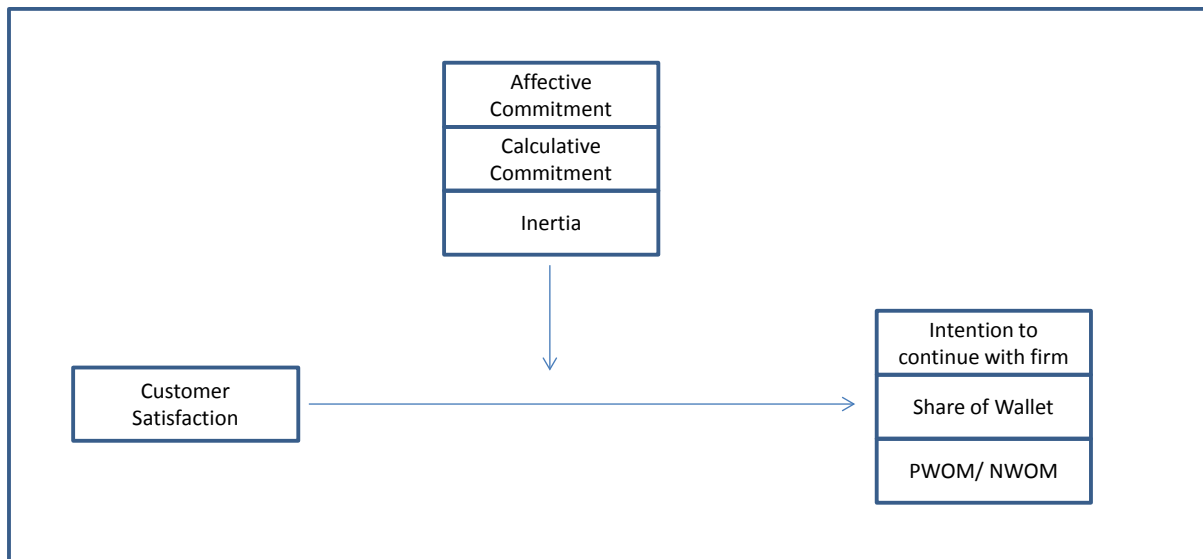 Affective
Commitment
Calculative
Commitment
Inertia
Customer
Satisfaction
Intention to
continue with firm
Share of Wallet
PWOM/ NWOM